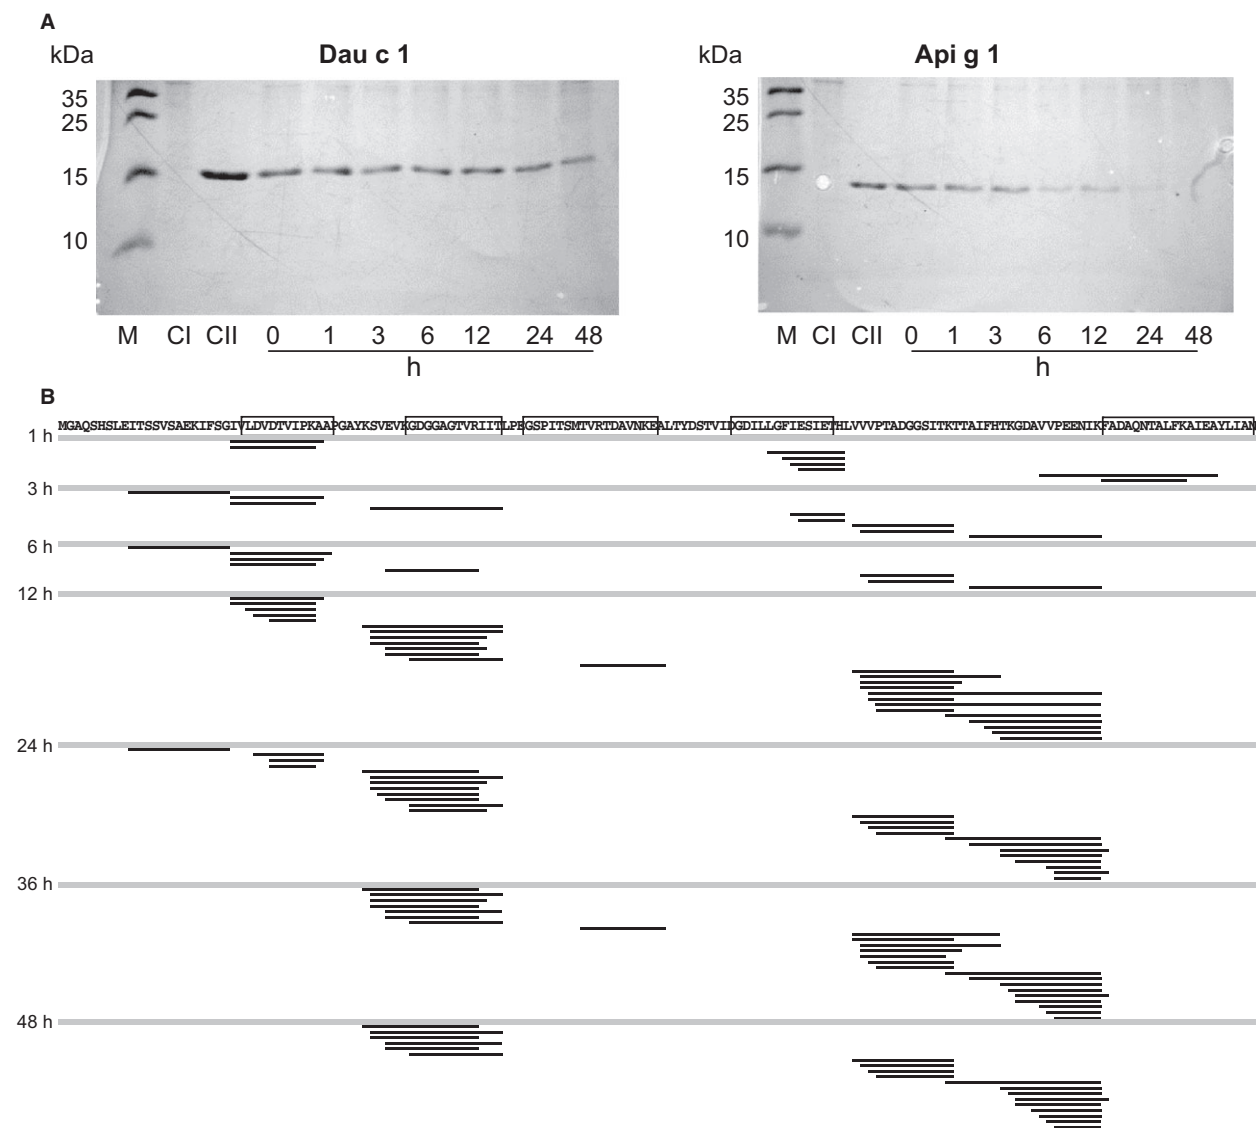 A
kDa Dau c 1
35
25
15
10
M CI CII 0 1 3 6 12 24 48
h
kDa Api g 1
35
25
15
10
M CI CII 0 1 3 6 12 24 48
h
B
MGAQSHSLEITSSVSAEKIFSGIVLDVDTVIPKAAPGAYKSVEVKGDGGAGTVRIITLPEGSPITSMTVRTDAVNKEALTYDSTVIDGDILLGFIESIETHLVVVPTADGGSITKTTAIFHTKGDAVVPEENIKFADAQNTALFKAIEAYLIAN
1 h
3 h
6 h
12 h
24 h
36 h
48 h